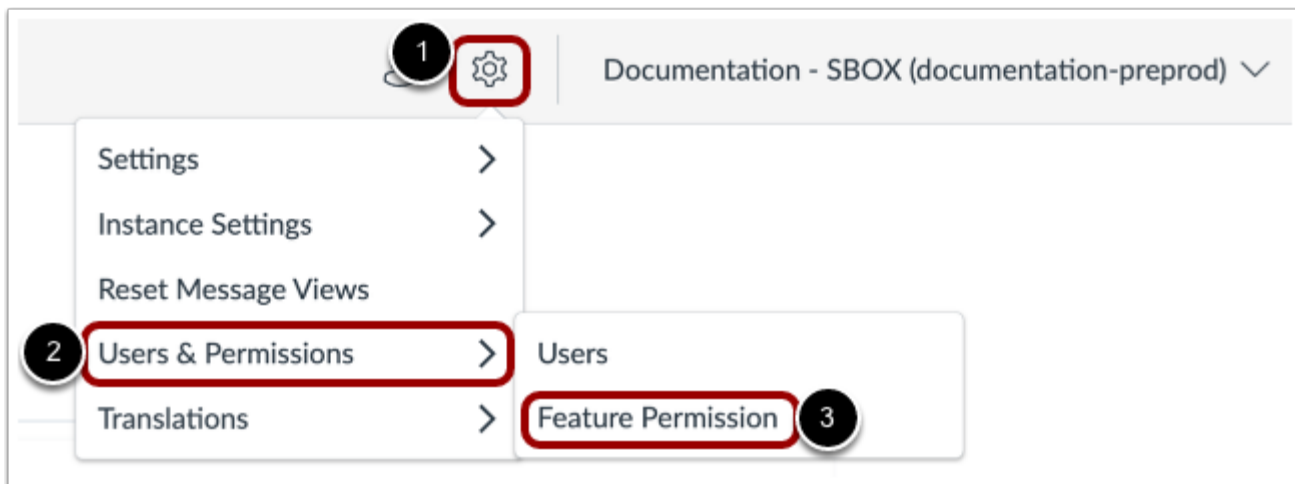 1
Documentation - SBOX (documentation-preprod)
Settings
Instance Settings
Reset Message Views
2 Users & Permissions
Users
Translations
Feature Permission 3